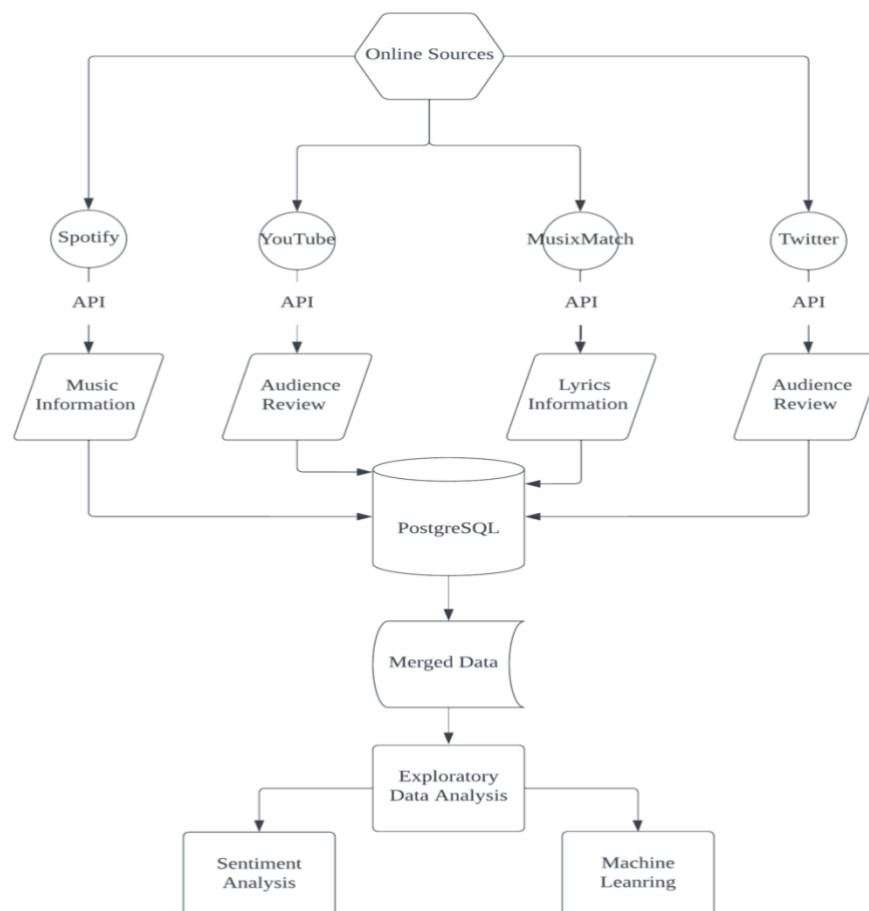 Online Sources
Spotify
YouTube
MusixMatch
Twitter
API
API
API
API
Music
Information
Audience
Review
Lyrics
Information
Audience
Review
PostgreSQL
Merged Data
Exploratory
Data Analysis
Sentiment
Analysis
Machine
Leanring